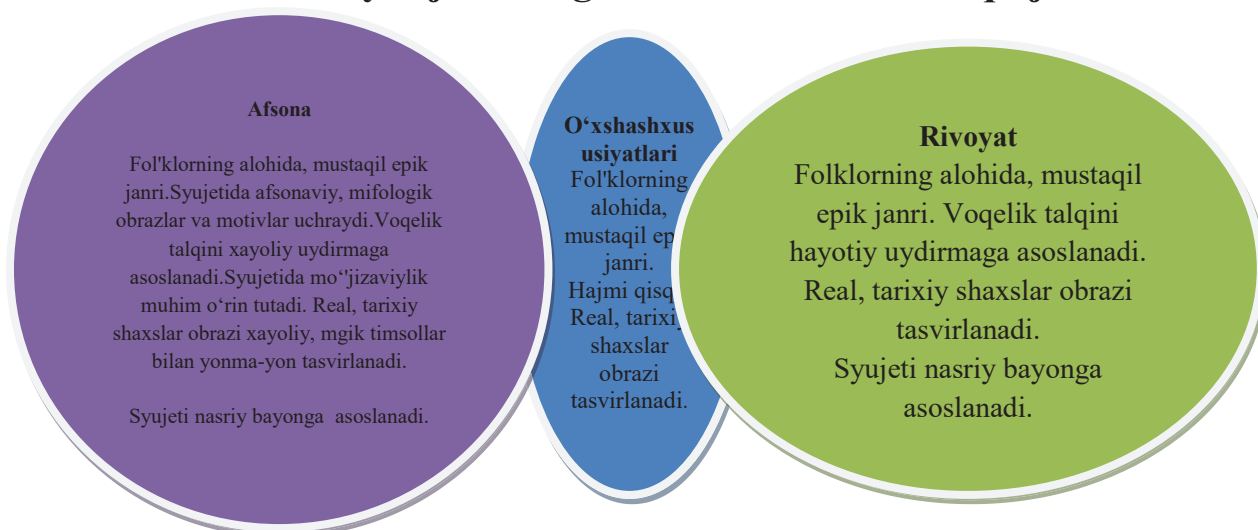 Afsona
Fol'klorning alohida, mustaqil epik
janri.Syujetida afsonaviy, mifologik
obrazlar va motivlar uchraydi.Voqelik
talqini xayoliy uydirmaga
asoslanadi.Syujetida mo‘'jizaviylik
muhim o‘rin tutadi. Real, tarixiy
shaxslar obrazi xayoliy, mgik timsollar
bilan yonma-yon tasvirlanadi.
Syujeti nasriy bayonga asoslanadi.
O‘xshashxus
usiyatlari
Fol'klorning
alohida,
mustaqil
janri.
Hajmi
Real,
shaxslar
obrazi
tasvirlanadi.
Rivoyat
Folklorning alohida, mustaqil
epik janri. Voqelik talqini
hayotiy uydirmaga asoslanadi.
Real, tarixiy shaxslar obrazi
tasvirlanadi.
Syujeti nasriy bayonga
asoslanadi.